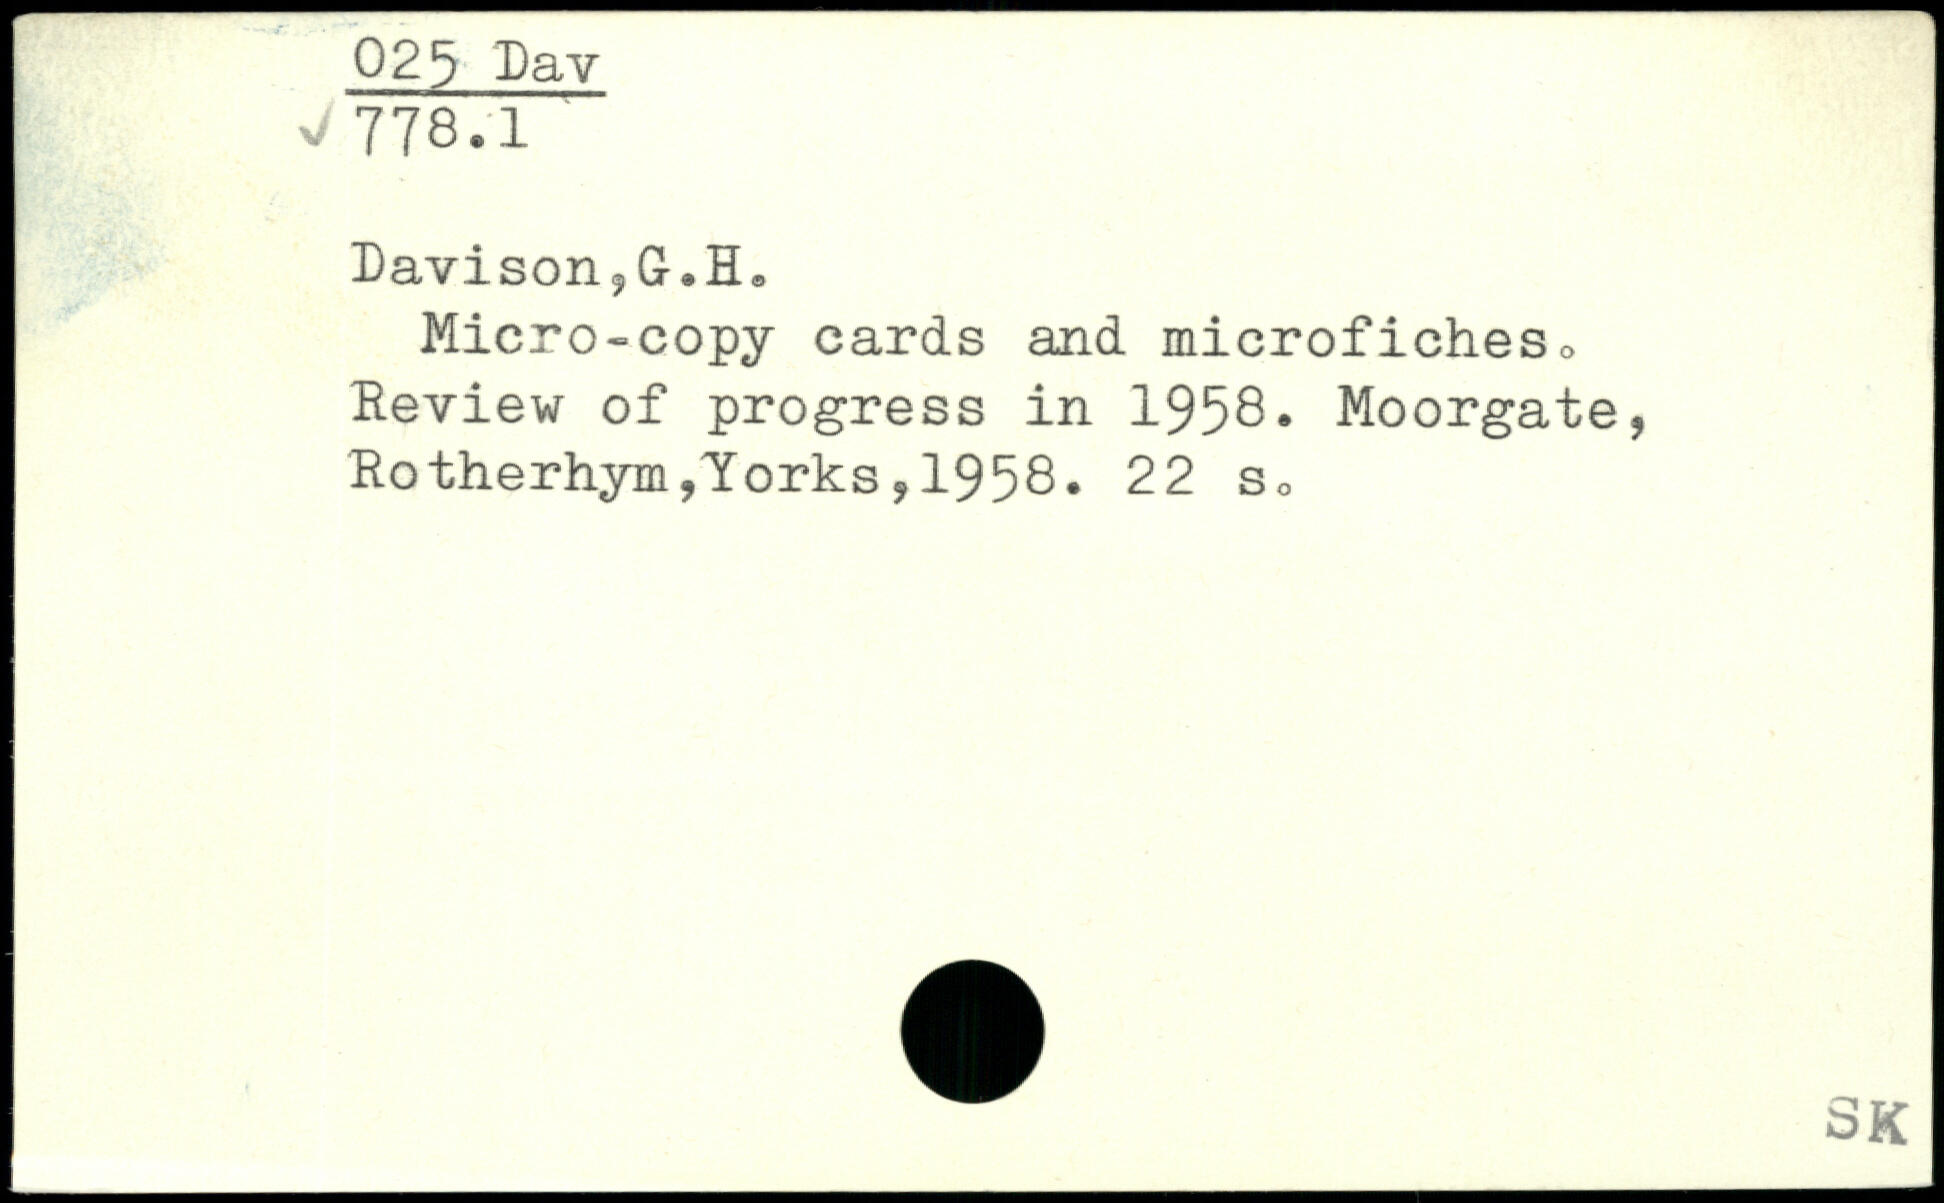 025 Dav
778.1
Davison,G.H.
Micro-copy cards and microfiches.
Review of progress in 1958. Moorgate,
Rotherhym,Yorks,1958. 22 s.
SK